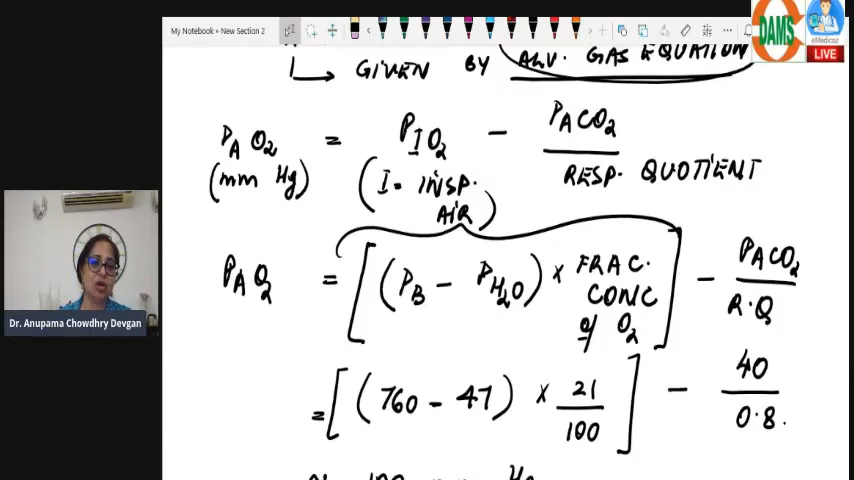 My Notebook » New Section 2
DAMS
eMedicoz
LIVE
GIVEN BY ALV. GAS EQUATION
PAO2 = PIO2 - PACO2
(mm Hg) (I = INSP. AIR) RESP. QUOTIENT
PAO2 = [(PB - PH2O) × FRAC. CONC of O2] - PACO2
R.Q
= [(760 - 47) × 21
100] - 40
0.8.
Dr. Anupama Chowdhry Devgan